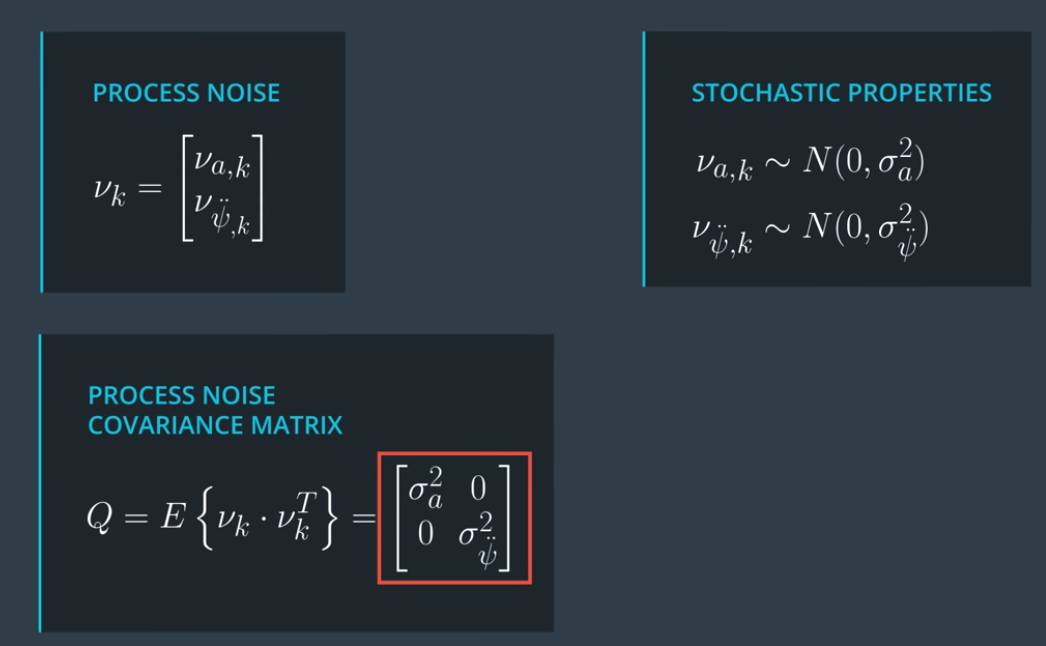 PROCESS NOISE
$\nu_k = \begin{bmatrix} \nu_{a,k} \\ \nu_{\ddot{\psi},k} \end{bmatrix}$
STOCHASTIC PROPERTIES
$\nu_{a,k} \sim N(0, \sigma_a^2)$
$\nu_{\ddot{\psi},k} \sim N(0, \sigma_{\ddot{\psi}}^2)$
PROCESS NOISE
COVARIANCE MATRIX
$Q = E\left\{\nu_k \cdot \nu_k^T\right\} = \begin{bmatrix} \sigma_a^2 & 0 \\ 0 & \sigma_{\ddot{\psi}}^2 \end{bmatrix}$